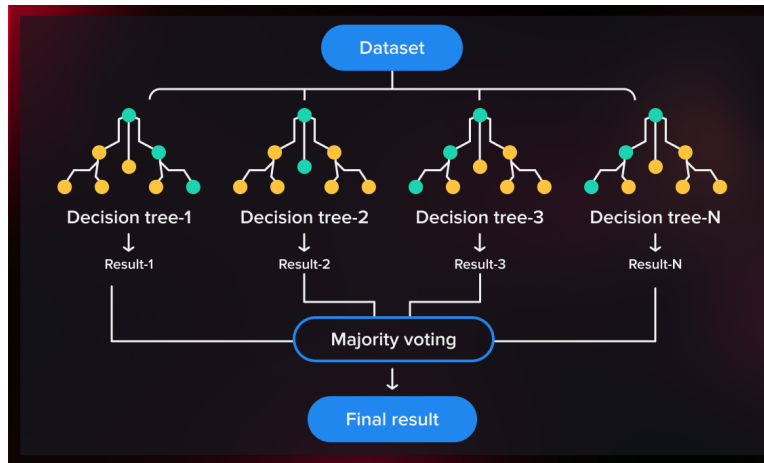 Dataset
Decision tree-1
Decision tree-2
Decision tree-3
Decision tree-N
Result-1
Result-2
Result-3
Result-N
Majority voting
Final result